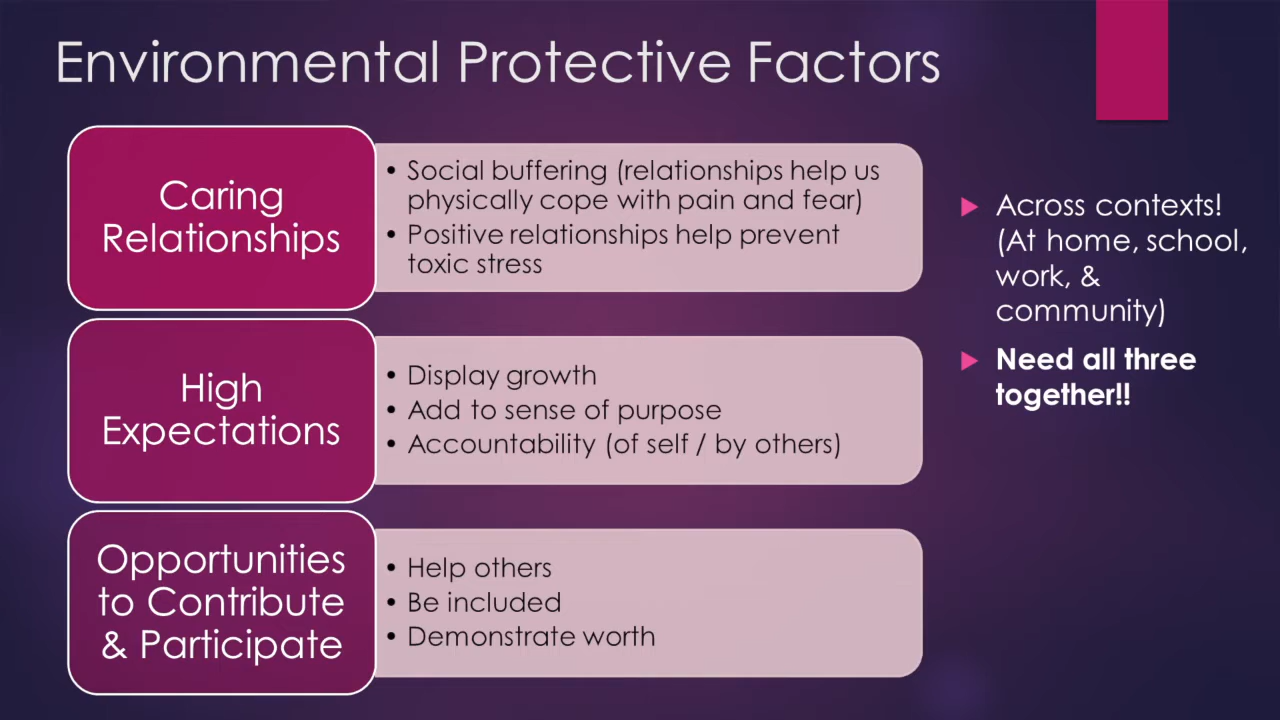 Environmental Protective Factors
Caring
Relationships
• Social buffering (relationships help us
physically cope with pain and fear)
• Positive relationships help prevent
toxic stress
High
Expectations
• Display growth
• Add to sense of purpose
• Accountability (of self / by others)
Opportunities
to Contribute
& Participate
• Help others
• Be included
• Demonstrate worth
Across contexts!
(At home, school,
work, &
community)
Need all three
together!!